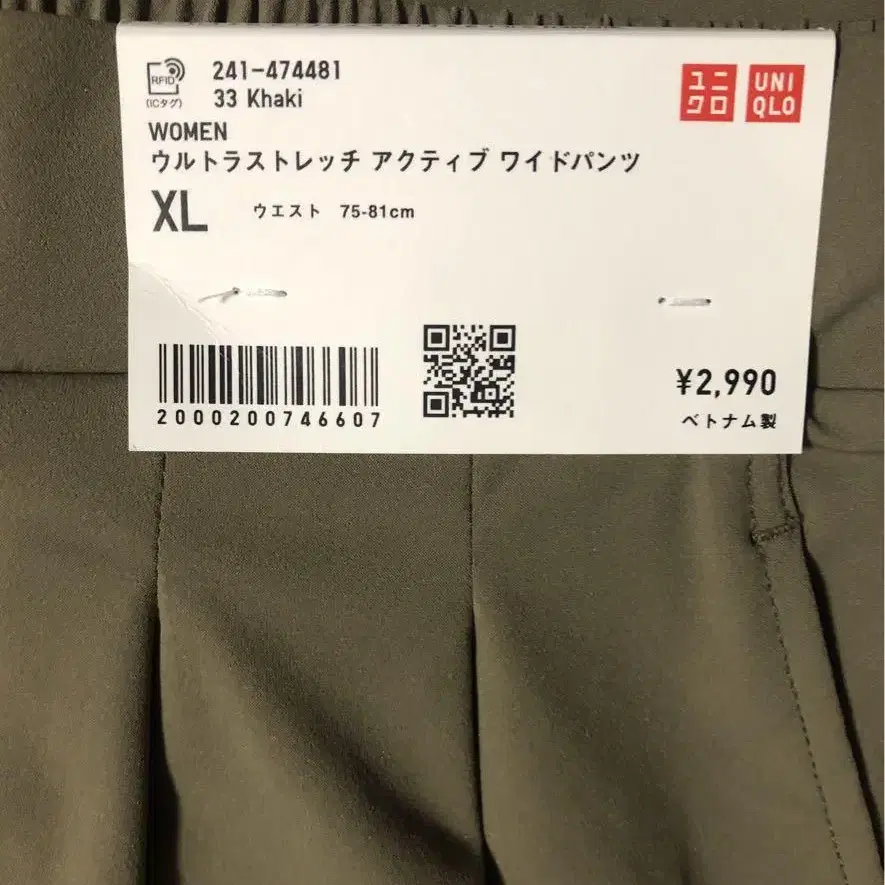 RFID
(ICタグ)
241-474481
33 Khaki
ユニ
クロ
UNI
QLO
WOMEN
ウルトラストレッチ アクティブ ワイドパンツ
XL ウエスト 75-81cm
2000200746607
¥2,990
ベトナム製